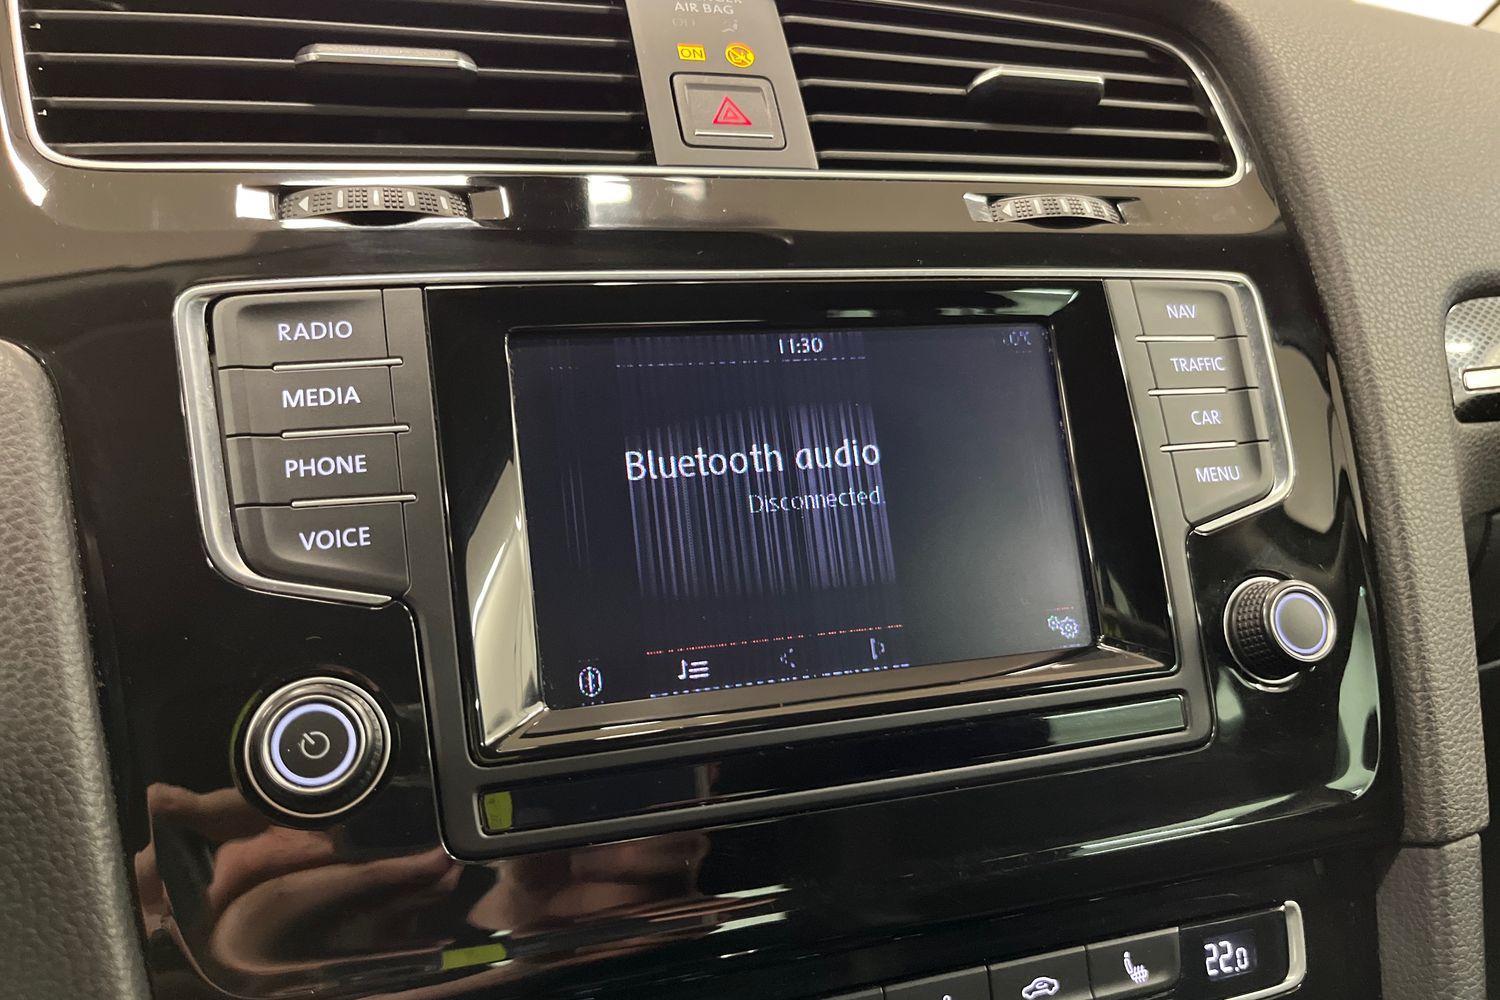 AIR BAG
ON
RADIO
MEDIA
PHONE
VOICE
11:30
Bluetooth audio
Disconnected.
NAV
TRAFFIC
CAR
MENU
22.0